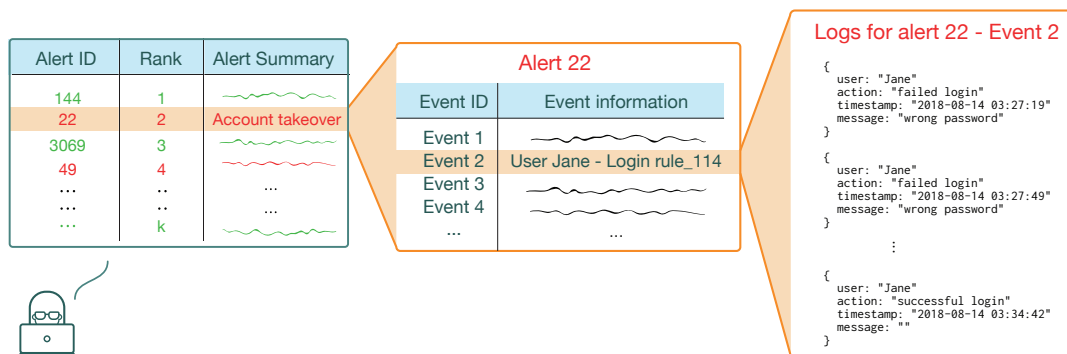 Alert ID Rank Alert Summary
144 1
22 2 Account takeover
3069 3
49 4
... .. ...
... .. ...
... k
Alert 22
Event ID Event information
Event 1
Event 2 User Jane - Login rule_114
Event 3
Event 4
... ...
Logs for alert 22 - Event 2
{
user: "Jane"
action: "failed login"
timestamp: "2018-08-14 03:27:19"
message: "wrong password"
}
{
user: "Jane"
action: "failed login"
timestamp: "2018-08-14 03:27:49"
message: "wrong password"
}
⋮
{
user: "Jane"
action: "successful login"
timestamp: "2018-08-14 03:34:42"
message: ""
}